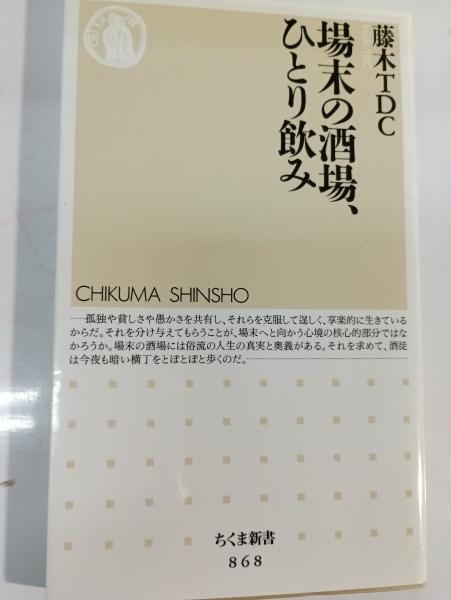 藤木TDC
場末の酒場、
ひとり飲み
CHIKUMA SHINSHO
……孤独や貧しさや愚かさを共有し、それらを克服して逞しく、享楽的に生きている
からだ。それを分け与えてもらうことが、場末へと向かう心境の核心的部分ではな
かろうか。場末の酒場には俗流の人生の真実と奥義がある。それを求めて、酒徒
は今夜も暗い横丁をとぼとぼと歩くのだ。……
ちくま新書
868